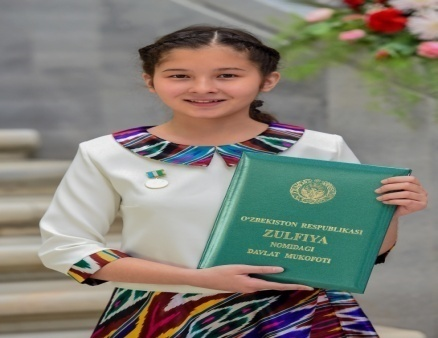 O'ZBEKISTON RESPUBLIKASI
ZULFIYA
NOMIDAGI
DAVLAT MUKOFOTI